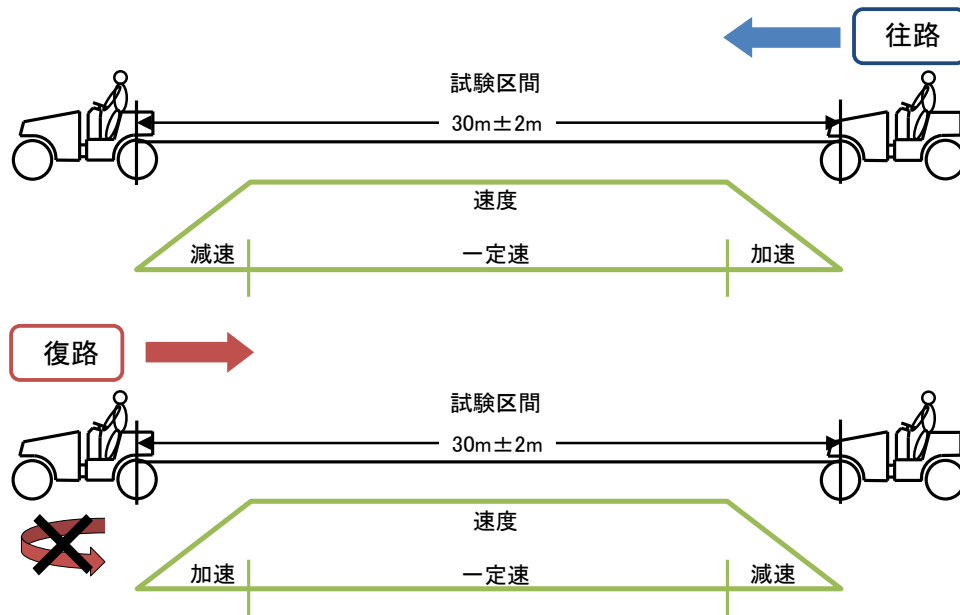 往路
試験区間
30m±2m
速度
減速
一定速
加速
復路
試験区間
30m±2m
速度
加速
一定速
減速